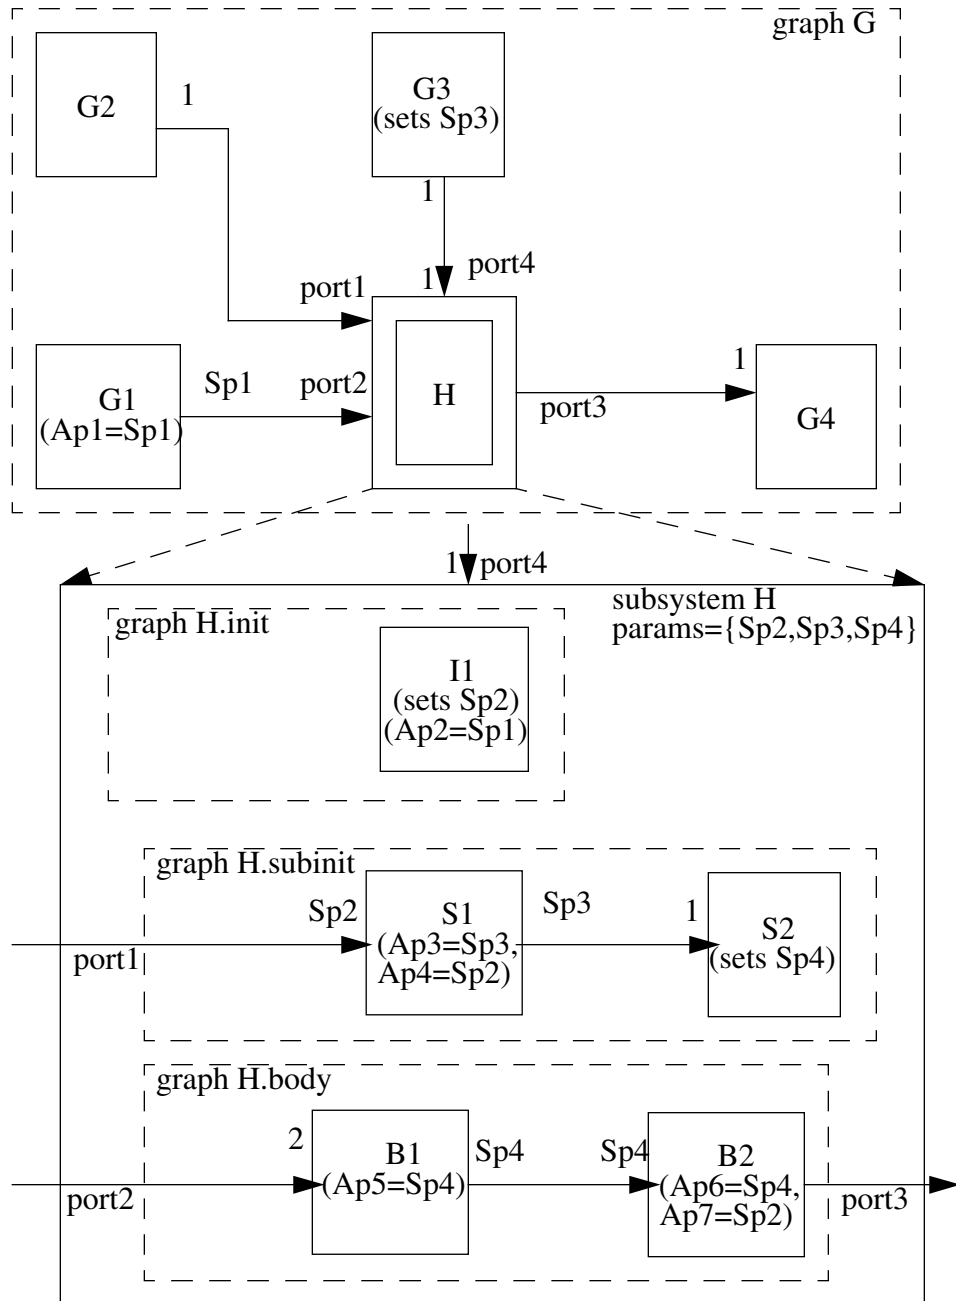 graph G
G2
1
G3
(sets Sp3)
1
port4
1
port1
G1
(Ap1=Sp1)
Sp1
port2
H
port3
1
G4
1
port4
subsystem H
params={Sp2,Sp3,Sp4}
graph H.init
I1
(sets Sp2)
(Ap2=Sp1)
graph H.subinit
port1
Sp2
S1
(Ap3=Sp3,
Ap4=Sp2)
Sp3
1
S2
(sets Sp4)
graph H.body
port2
2
B1
(Ap5=Sp4)
Sp4
Sp4
B2
(Ap6=Sp4,
Ap7=Sp2)
port3